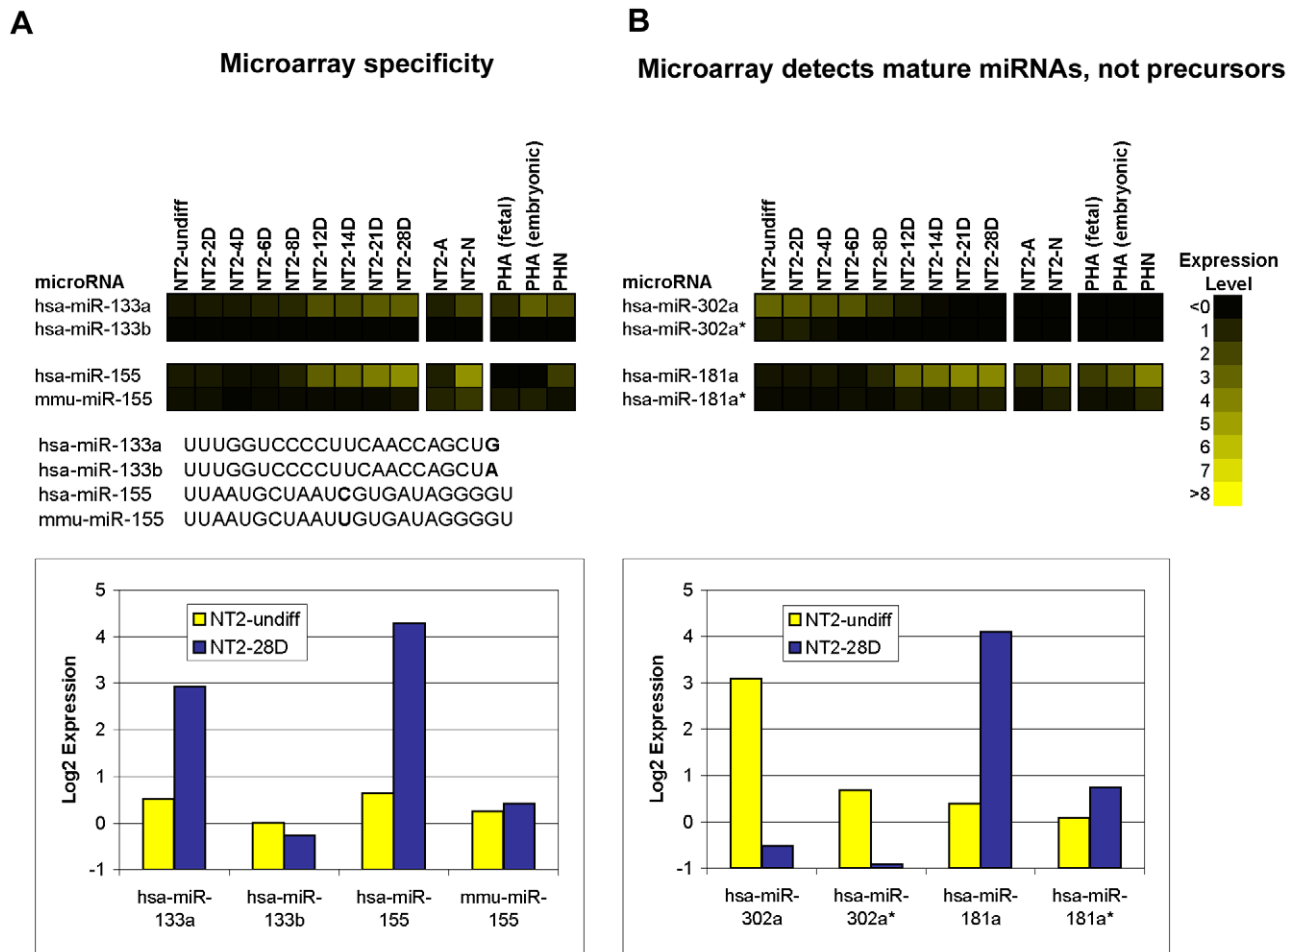 A
Microarray specificity
NT2-undiff
NT2-2D
NT2-4D
NT2-6D
NT2-8D
NT2-12D
NT2-14D
NT2-21D
NT2-28D
NT2-A
NT2-N
PHA (fetal)
PHA (embryonic)
PHN
microRNA
hsa-miR-133a
hsa-miR-133b
hsa-miR-155
mmu-miR-155
hsa-miR-133a UUUGGUCCCCUUCAACCAGCUG
hsa-miR-133b UUUGGUCCCCUUCAACCAGCUA
hsa-miR-155 UUAAUGCUAAUCGUGAUAGGGGU
mmu-miR-155 UUAAUGCUAAUUGUGAUAGGGGU
Log2 Expression
5
4
3
2
1
0
-1
NT2-undiff
NT2-28D
hsa-miR-
133a
hsa-miR-
133b
hsa-miR-
155
mmu-miR-
155
B
Microarray detects mature miRNAs, not precursors
NT2-undiff
NT2-2D
NT2-4D
NT2-6D
NT2-8D
NT2-12D
NT2-14D
NT2-21D
NT2-28D
NT2-A
NT2-N
PHA (fetal)
PHA (embryonic)
PHN
microRNA
hsa-miR-302a
hsa-miR-302a*
hsa-miR-181a
hsa-miR-181a*
Expression
Level
<0
1
2
3
4
5
6
7
>8
Log2 Expression
5
4
3
2
1
0
-1
NT2-undiff
NT2-28D
hsa-miR-
302a
hsa-miR-
302a*
hsa-miR-
181a
hsa-miR-
181a*